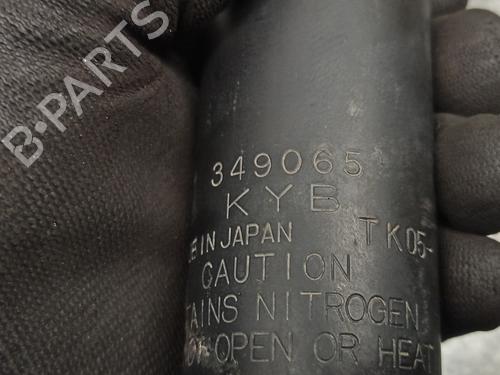 B-PARTS
349065
KYB
E IN JAPAN TK05-
CAUTION
TAINS NITROGEN
OPEN OR HEAT